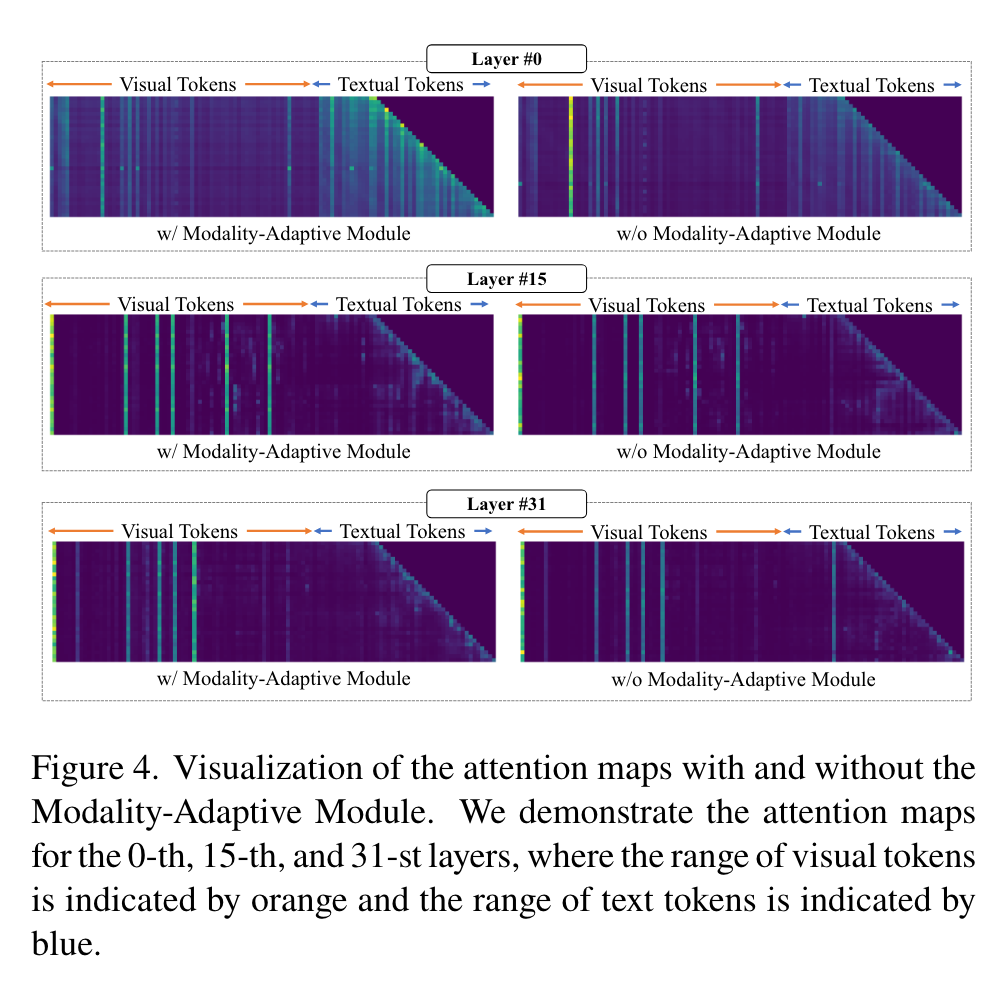 Layer #0
Visual Tokens Textual Tokens Visual Tokens Textual Tokens
w/ Modality-Adaptive Module w/o Modality-Adaptive Module
Layer #15
Visual Tokens Textual Tokens Visual Tokens Textual Tokens
w/ Modality-Adaptive Module w/o Modality-Adaptive Module
Layer #31
Visual Tokens Textual Tokens Visual Tokens Textual Tokens
w/ Modality-Adaptive Module w/o Modality-Adaptive Module
Figure 4. Visualization of the attention maps with and without the
Modality-Adaptive Module. We demonstrate the attention maps
for the 0-th, 15-th, and 31-st layers, where the range of visual tokens
is indicated by orange and the range of text tokens is indicated by
blue.